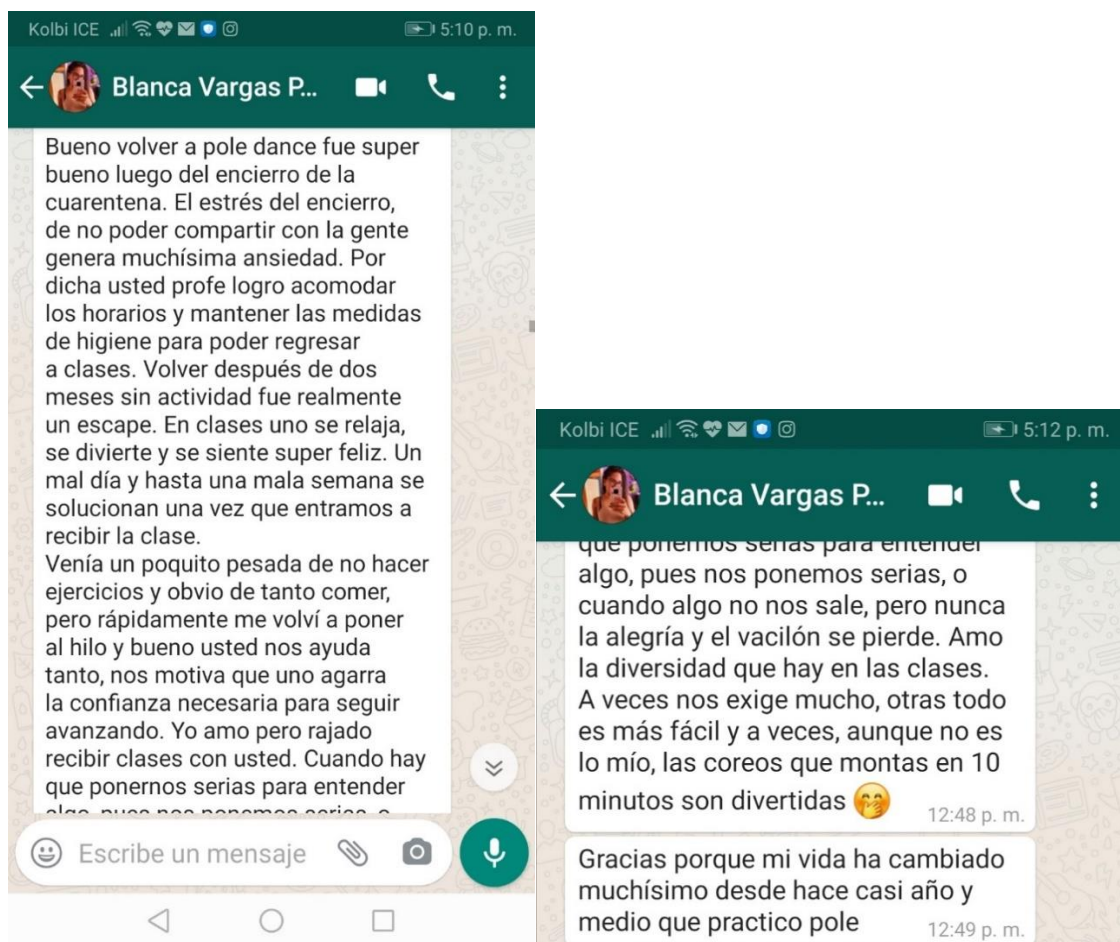 Kolbi ICE 5:10 p. m.
Blanca Vargas P...
Bueno volver a pole dance fue super
bueno luego del encierro de la
cuarentena. El estrés del encierro,
de no poder compartir con la gente
genera muchísima ansiedad. Por
dicha usted profe logro acomodar
los horarios y mantener las medidas
de higiene para poder regresar
a clases. Volver después de dos
meses sin actividad fue realmente
un escape. En clases uno se relaja,
se divierte y se siente super feliz. Un
mal día y hasta una mala semana se
solucionan una vez que entramos a
recibir la clase.
Venía un poquito pesada de no hacer
ejercicios y obvio de tanto comer,
pero rápidamente me volví a poner
al hilo y bueno usted nos ayuda
tanto, nos motiva que uno agarra
la confianza necesaria para seguir
avanzando. Yo amo pero rajado
recibir clases con usted. Cuando hay
que ponernos serias para entender
algo, pues nos ponemos serias, o
Escribe un mensaje
Kolbi ICE 5:12 p. m.
Blanca Vargas P...
que ponernos serias para entender
algo, pues nos ponemos serias, o
cuando algo no nos sale, pero nunca
la alegría y el vacilón se pierde. Amo
la diversidad que hay en las clases.
A veces nos exige mucho, otras todo
es más fácil y a veces, aunque no es
lo mío, las coreos que montas en 10
minutos son divertidas 🤭
12:48 p. m.
Gracias porque mi vida ha cambiado
muchísimo desde hace casi año y
medio que practico pole
12:49 p. m.